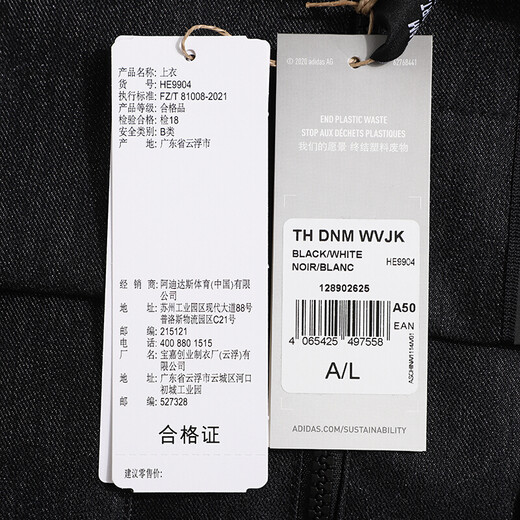 产品名称: 上衣
货 号: HE9904
执行标准: FZ/T 81008-2021
产品等级: 合格品
检验合格: 检18
安全类别: B类
产 地: 广东省云浮市
经 销 商: 阿迪达斯体育(中国)有限公司
地 址: 苏州工业园区现代大道88号
普洛斯物流园区C21号
邮 编: 215121
电 话: 400 880 1515
厂 名: 宝嘉创业制衣厂(云浮)有限公司
地 址: 广东省云浮市云城区河口
初城工业园
邮 编: 527328
合格证
建议零售价:
© 2020 adidas AG
62760441
END PLASTIC WASTE
STOP AUX DÉCHETS PLASTIQUES
我们的愿景 终结塑料废物
TH DNM WVJK
BLACK/WHITE
NOIR/BLANC
HE9904
128902625
A50
EAN
4 065425 497558
A/L
ADIDAS.COM/SUSTAINABILITY